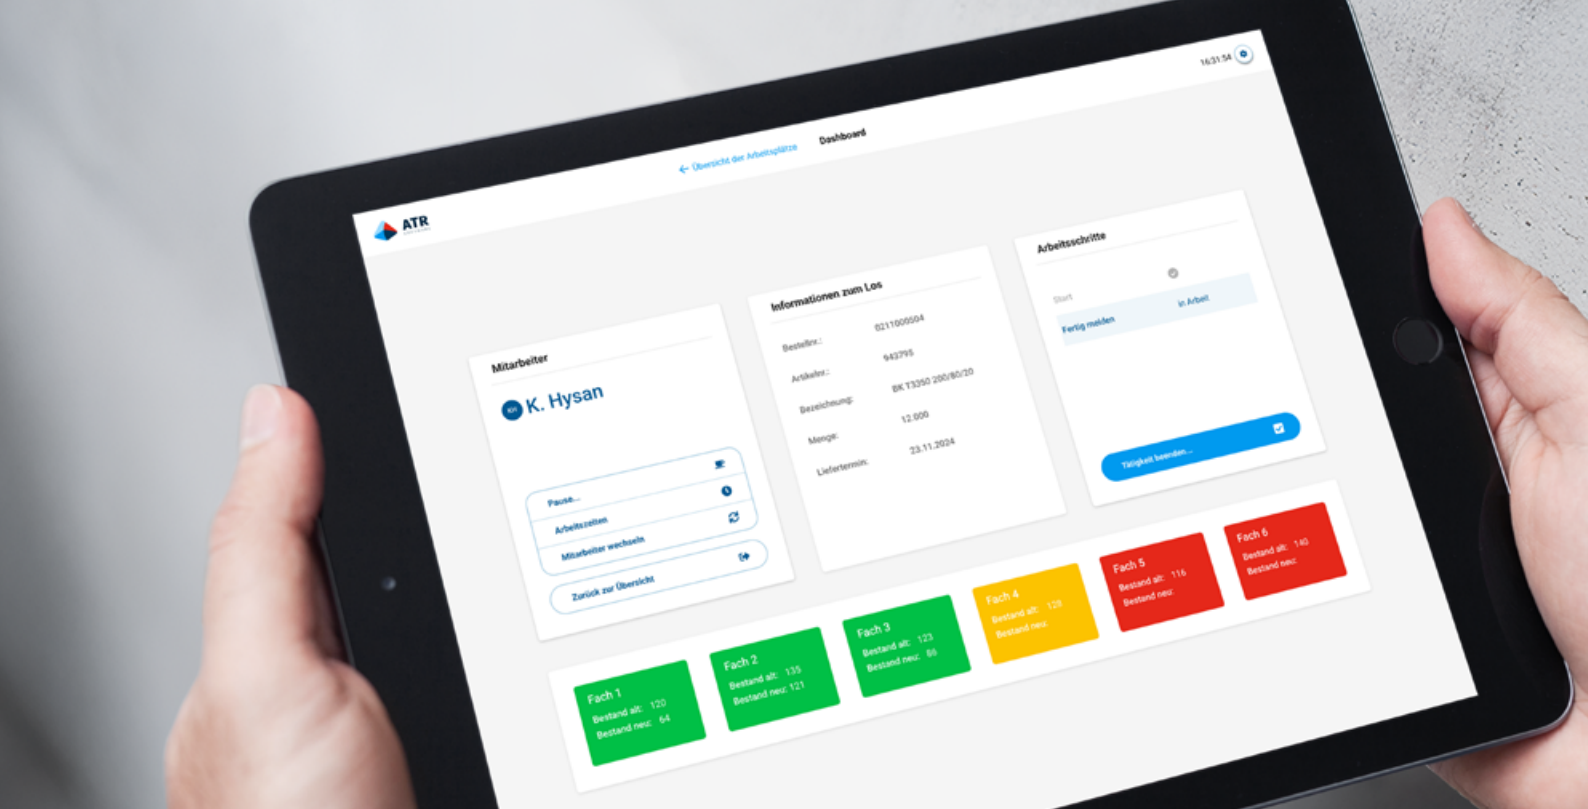 16:31:54
← Übersicht der Arbeitsplätze
Dashboard
ATR
Mitarbeiter
KH K. Hysan
Pause...
Arbeitszeiten
Mitarbeiter wechseln
Zurück zur Übersicht
Informationen zum Los
Bestellnr.: 0211000504
Artikelnr.: 943795
Bezeichnung: BK T3350 200/80/20
Menge: 12.000
Liefertermin: 23.11.2024
Arbeitsschritte
Start
Fertig melden in Arbeit
Tätigkeit beenden...
Fach 1
Bestand alt: 120
Bestand neu: 64
Fach 2
Bestand alt: 135
Bestand neu: 121
Fach 3
Bestand alt: 123
Bestand neu: 86
Fach 4
Bestand alt: 128
Bestand neu:
Fach 5
Bestand alt: 116
Bestand neu:
Fach 6
Bestand alt: 140
Bestand neu: